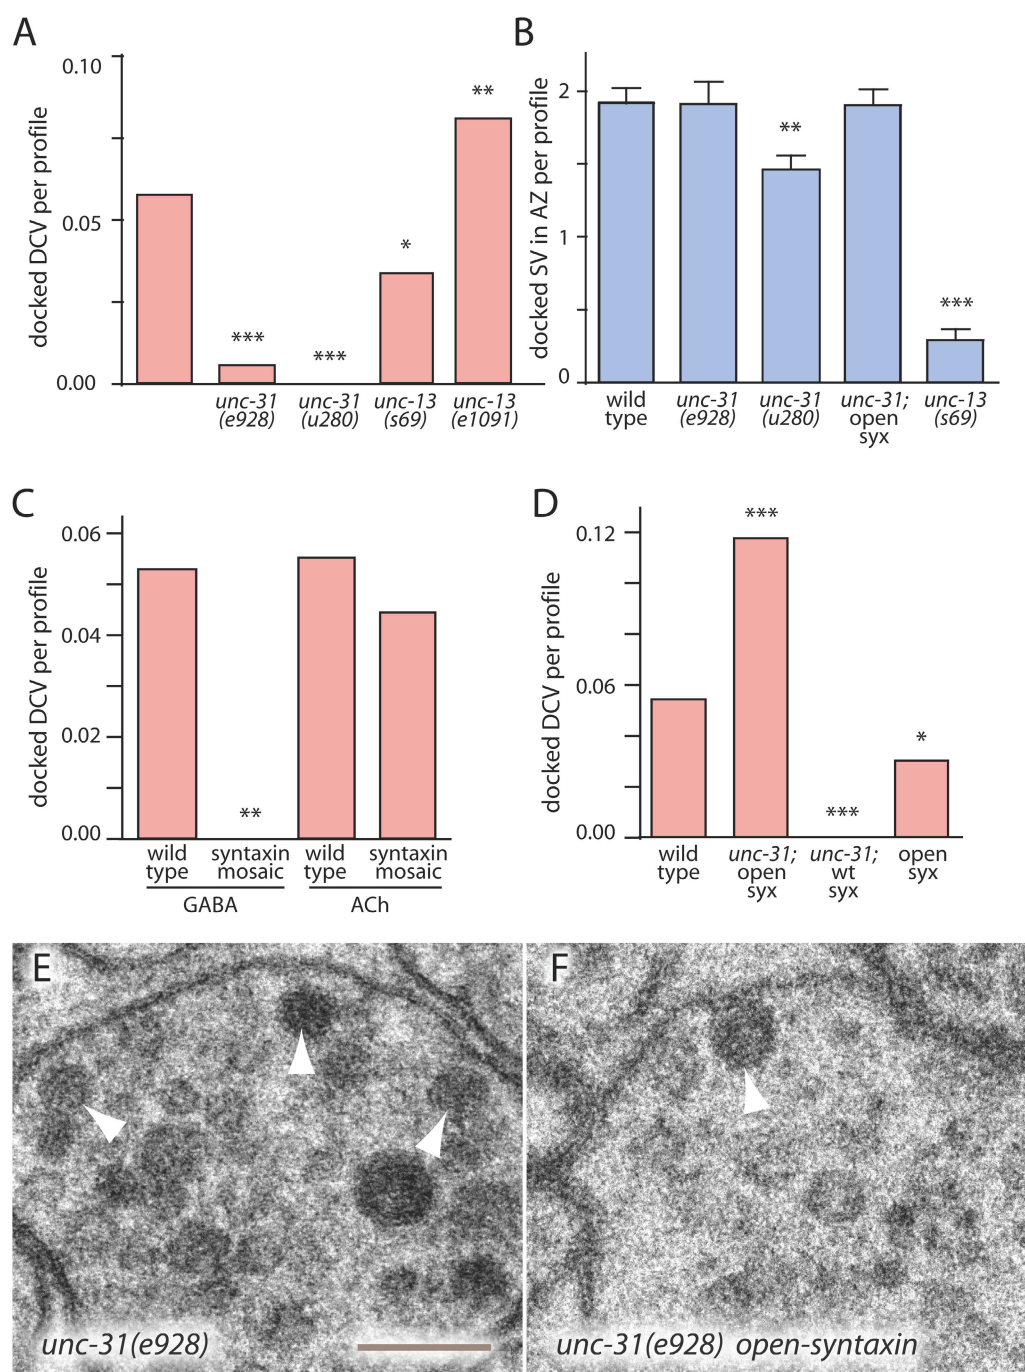 A
docked DCV per profile
0.10
0.05
0.00
***
***
*
**
unc-31 unc-31 unc-13 unc-13
(e928) (u280) (s69) (e1091)
B
docked SV in AZ per profile
2
1
0
**
***
wild unc-31 unc-31 unc-31; unc-13
type (e928) (u280) open (s69)
syx
C
docked DCV per profile
0.06
0.04
0.02
0.00
**
wild syntaxin wild syntaxin
type mosaic type mosaic
GABA ACh
D
docked DCV per profile
0.12
0.06
0.00
***
***
*
wild unc-31; unc-31; open
type open wt syx
syx syx
E
unc-31(e928)
F
unc-31(e928) open-syntaxin